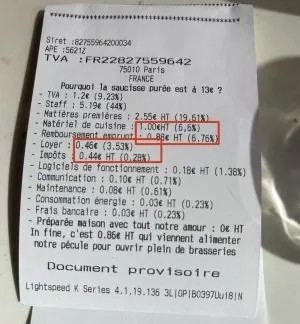 Siret :82755964200034
APE :5621Z
TVA :FR22827559642
75010 Paris
FRANCE
Pourquoi la saucisse purée est à 13€ ?
- TVA : 1.2€ (9.23%)
- Staff : 5.19€ (44%)
- Matières premières : 2.55€ HT (19.61%)
- Matériel de cuisine : 1.00€HT (6,6%)
- Remboursement emprunt : 0.88€ HT (6.76%)
- Loyer : 0.46€ (3.53%)
- Impôts : 0.44€ HT (0.28%)
- Logiciels de fonctionnement : 0.18€ HT (1.38%)
- Communication : 0.10€ HT (0.71%)
- Maintenance : 0.08€ HT (0.61%)
- Consommation énergie : 0.03€ HT (0.23%)
- Frais bancaire : 0.03€ HT (0.23%)
- Préparée maison avec tout notre amour : 0€ HT
In fine, c'est 0.86€ HT qui viennent alimenter
notre pécule pour ouvrir plein de brasseries
Document provisoire
Lightspeed K Series 4.1.19.136 3L|OP|B0397Uu18|N